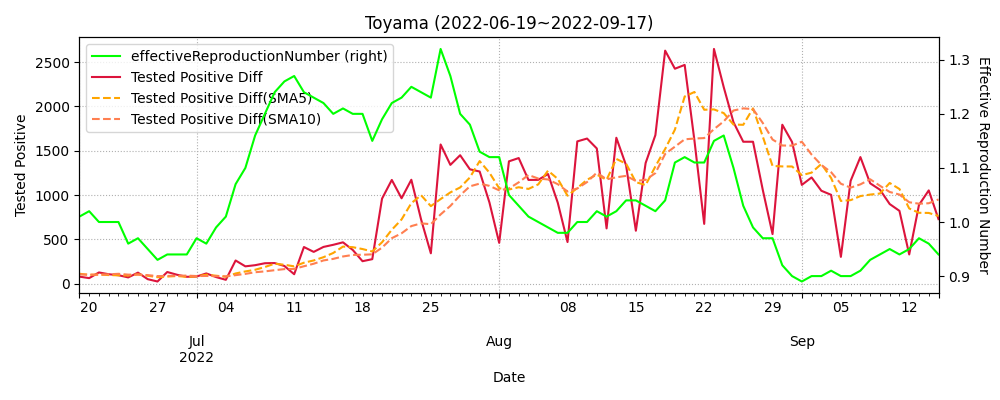 Toyama (2022-06-19~2022-09-17)
effectiveReproductionNumber (right)
Tested Positive Diff
Tested Positive Diff(SMA5)
Tested Positive Diff(SMA10)
Tested Positive
2500
2000
1500
1000
500
0
Effective Reproduction Number
1.3
1.2
1.1
1.0
0.9
20 27 04 11 18 25 08 15 22 29 05 12
Jul Aug Sep
2022
Date